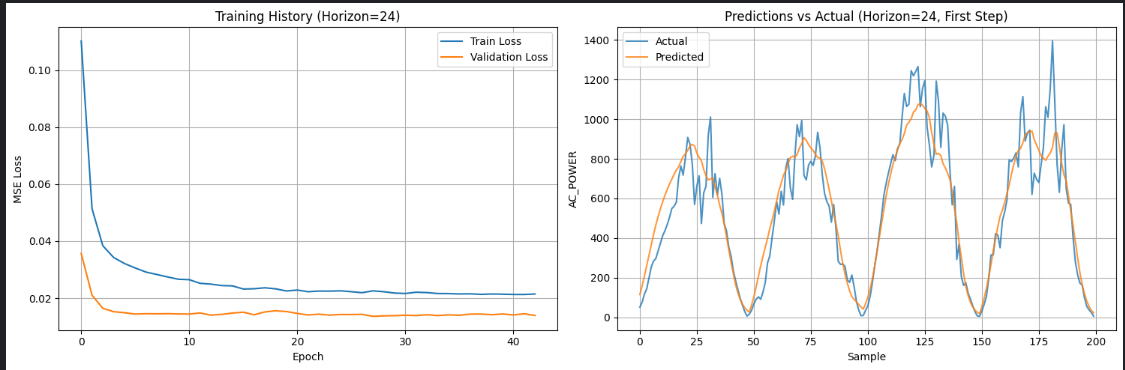 Training History (Horizon=24)
Train Loss
Validation Loss
0.10
0.08
0.06
0.04
0.02
MSE Loss
0
10
20
30
40
Epoch
Predictions vs Actual (Horizon=24, First Step)
Actual
Predicted
1400
1200
1000
800
600
400
200
0
AC_POWER
0
25
50
75
100
125
150
175
200
Sample